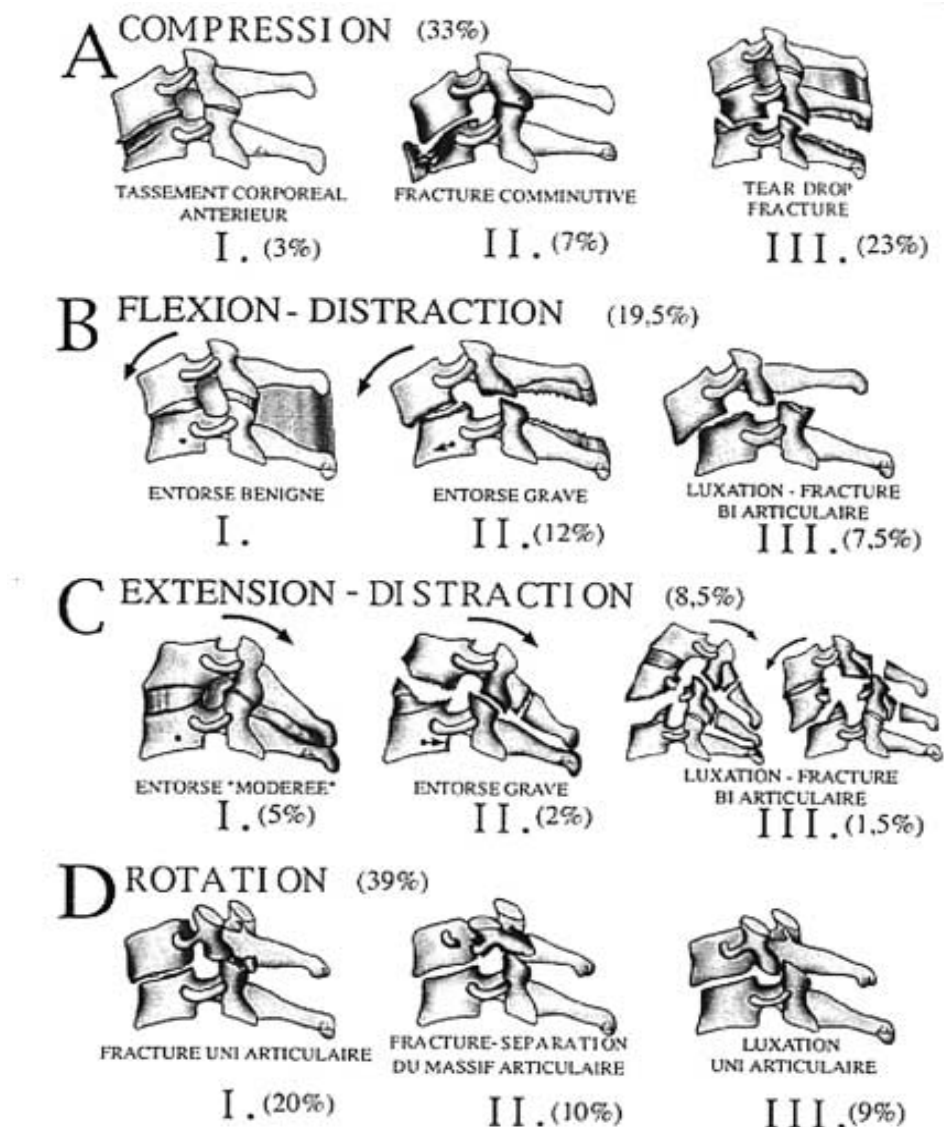 A COMPRESSION (33%)
TASSEMENT CORPOREAL
ANTERIEUR
I. (3%)
FRACTURE COMMINUTIVE
II. (7%)
TEAR DROP
FRACTURE
III. (23%)
B FLEXION - DISTRACTION (19,5%)
ENTORSE BENIGNE
I.
ENTORSE GRAVE
II. (12%)
LUXATION - FRACTURE
BI ARTICULAIRE
III. (7,5%)
C EXTENSION - DISTRACTION (8,5%)
ENTORSE "MODEREE"
I. (5%)
ENTORSE GRAVE
II. (2%)
LUXATION - FRACTURE
BI ARTICULAIRE
III. (1,5%)
D ROTATION (39%)
FRACTURE UNI ARTICULAIRE
I. (20%)
FRACTURE-SEPARATION
DU MASSIF ARTICULAIRE
II. (10%)
LUXATION
UNI ARTICULAIRE
III. (9%)